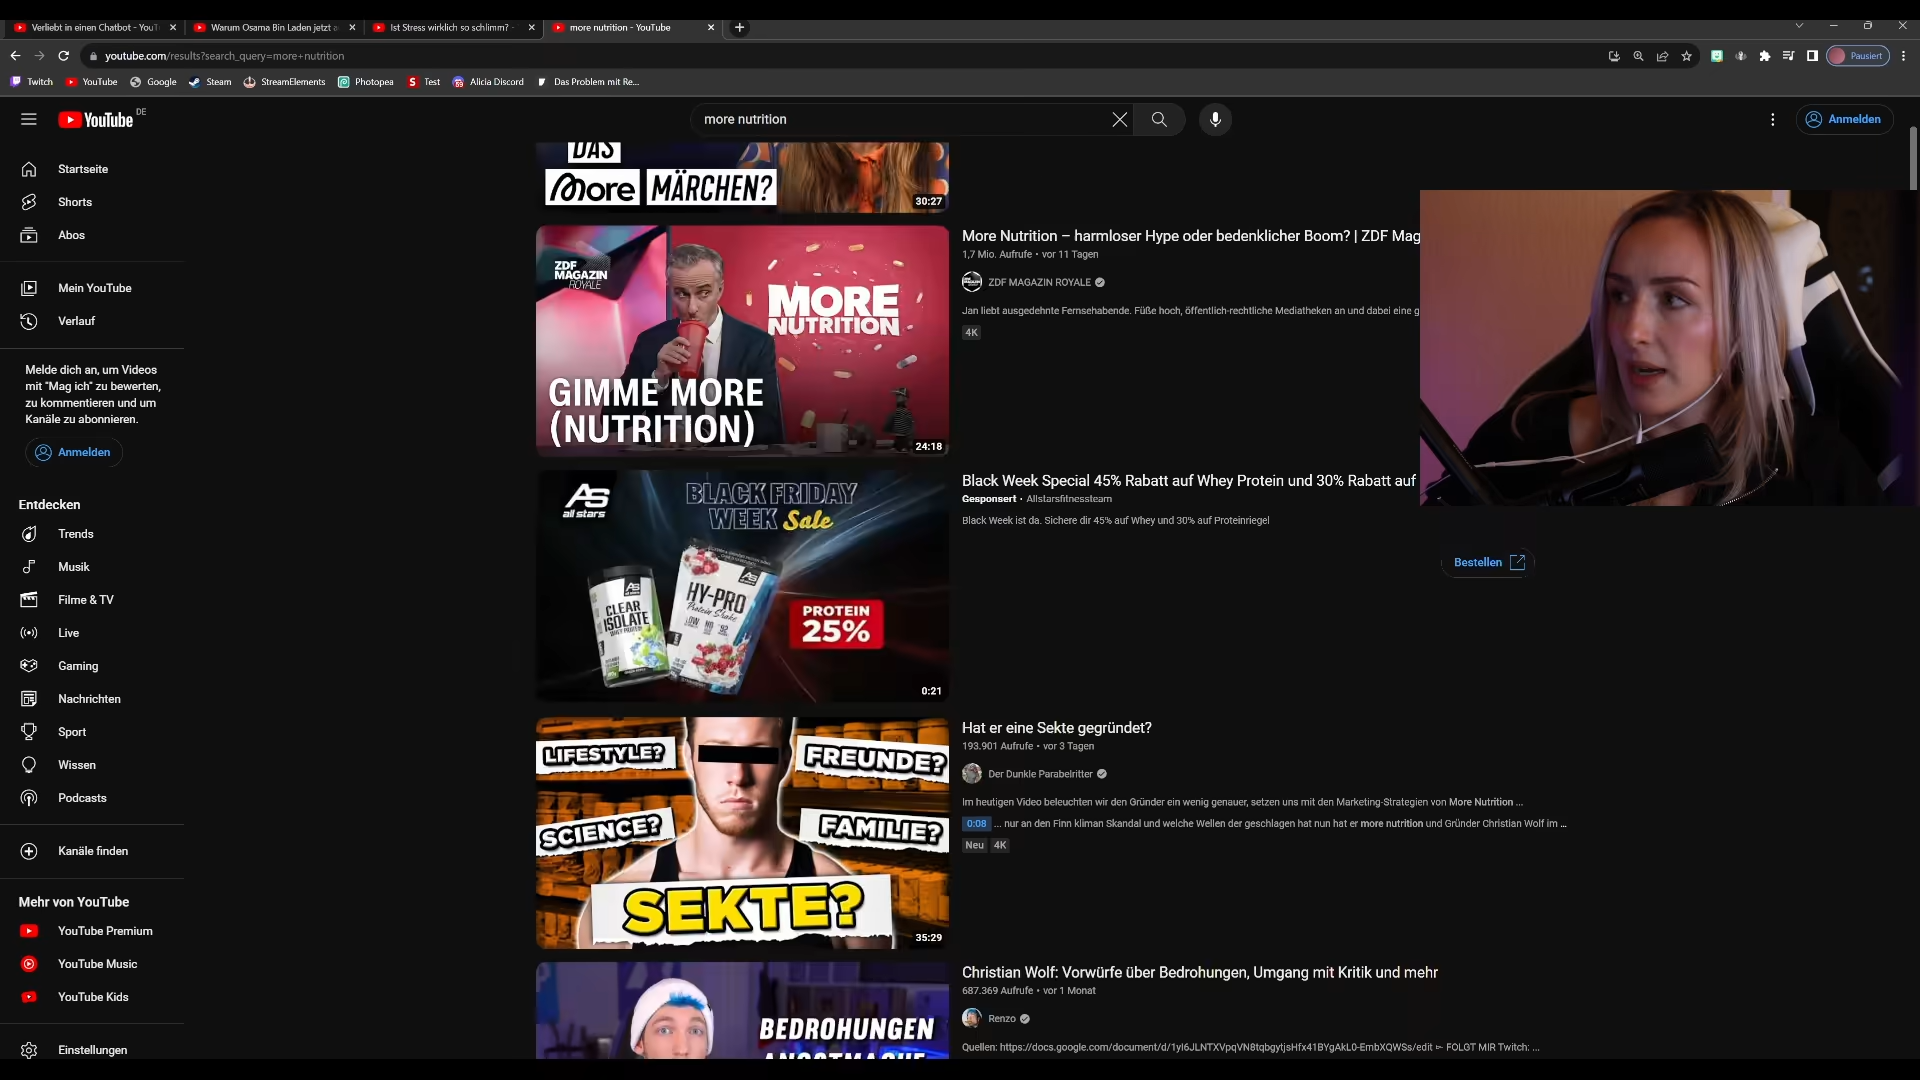 Verliebt in einen Chatbot - YouT
Warum Osama Bin Laden jetzt a
Ist Stress wirklich so schlimm? -
more nutrition - YouTube
youtube.com/results?search_query=more+nutrition
Pausiert
Twitch
YouTube
Google
Steam
StreamElements
Photopea
Test
Alicia Discord
Das Problem mit Re...
YouTube DE
more nutrition
Anmelden
Startseite
Shorts
Abos
Mein YouTube
Verlauf
Melde dich an, um Videos
mit "Mag ich" zu bewerten,
zu kommentieren und um
Kanäle zu abonnieren.
Anmelden
Entdecken
Trends
Musik
Filme & TV
Live
Gaming
Nachrichten
Sport
Wissen
Podcasts
Kanäle finden
Mehr von YouTube
YouTube Premium
YouTube Music
YouTube Kids
Einstellungen
DAS
More MÄRCHEN?
30:27
ZDF
MAGAZIN
ROYALE
MORE
NUTRITION
GIMME MORE
(NUTRITION)
24:18
More Nutrition – harmloser Hype oder bedenklicher Boom? | ZDF Mag
1,7 Mio. Aufrufe • vor 11 Tagen
ZDF MAGAZIN ROYALE
Jan liebt ausgedehnte Fernsehabende. Füße hoch, öffentlich-rechtliche Mediatheken an und dabei eine g
4K
AS
all stars
BLACK FRIDAY
WEEK Sale
AS
CLEAR
ISOLATE
WHEY PROTEIN
AS
HY-PRO
Protein Shake
PROTEIN
25%
0:21
Black Week Special 45% Rabatt auf Whey Protein und 30% Rabatt auf
Gesponsert • Allstarsfitnessteam
Black Week ist da. Sichere dir 45% auf Whey und 30% auf Proteinriegel
Bestellen
LIFESTYLE?
FREUNDE?
SCIENCE?
FAMILIE?
SEKTE?
35:29
Hat er eine Sekte gegründet?
193.901 Aufrufe • vor 3 Tagen
Der Dunkle Parabelritter
Im heutigen Video beleuchten wir den Gründer ein wenig genauer, setzen uns mit den Marketing-Strategien von More Nutrition ...
0:08 ... nur an den Finn kliman Skandal und welche Wellen der geschlagen hat nun hat er more nutrition und Gründer Christian Wolf im ...
Neu 4K
BEDROHUNGEN
ANGSTMACHE
Christian Wolf: Vorwürfe über Bedrohungen, Umgang mit Kritik und mehr
687.369 Aufrufe • vor 1 Monat
Renzo
Quellen: https://docs.google.com/document/d/1yI6JLNTXVpqVN8tqbgytjsHfx41BYgAkL0-EmbXQWSs/edit ⊳ FOLGT MIR Twitch: ...